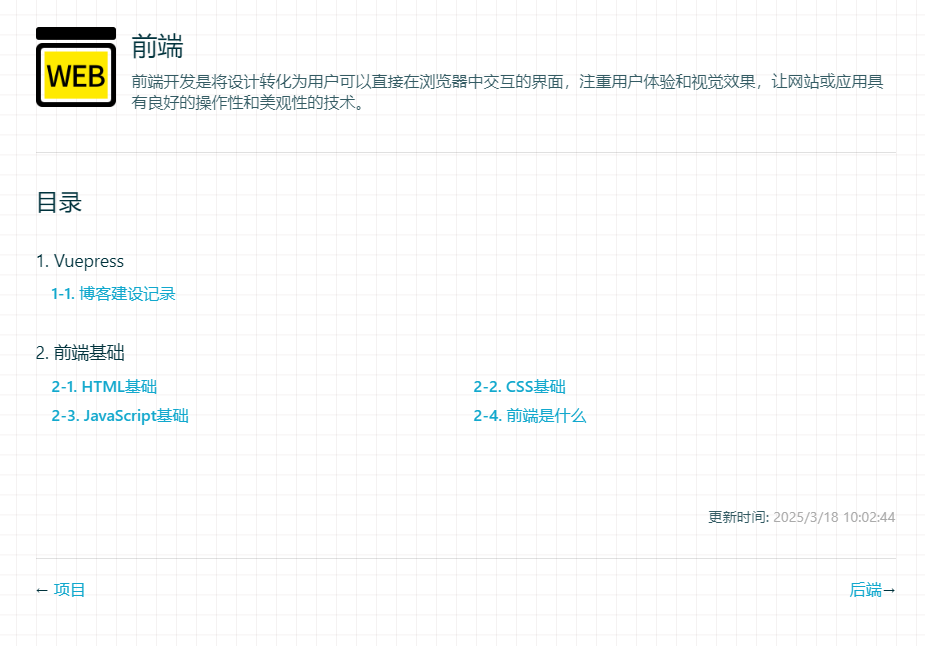 WEB
前端
前端开发是将设计转化为用户可以直接在浏览器中交互的界面，注重用户体验和视觉效果，让网站或应用具
有良好的操作性和美观性的技术。
目录
1. Vuepress
1-1. 博客建设记录
2. 前端基础
2-1. HTML基础
2-2. CSS基础
2-3. JavaScript基础
2-4. 前端是什么
更新时间: 2025/3/18 10:02:44
← 项目
后端→